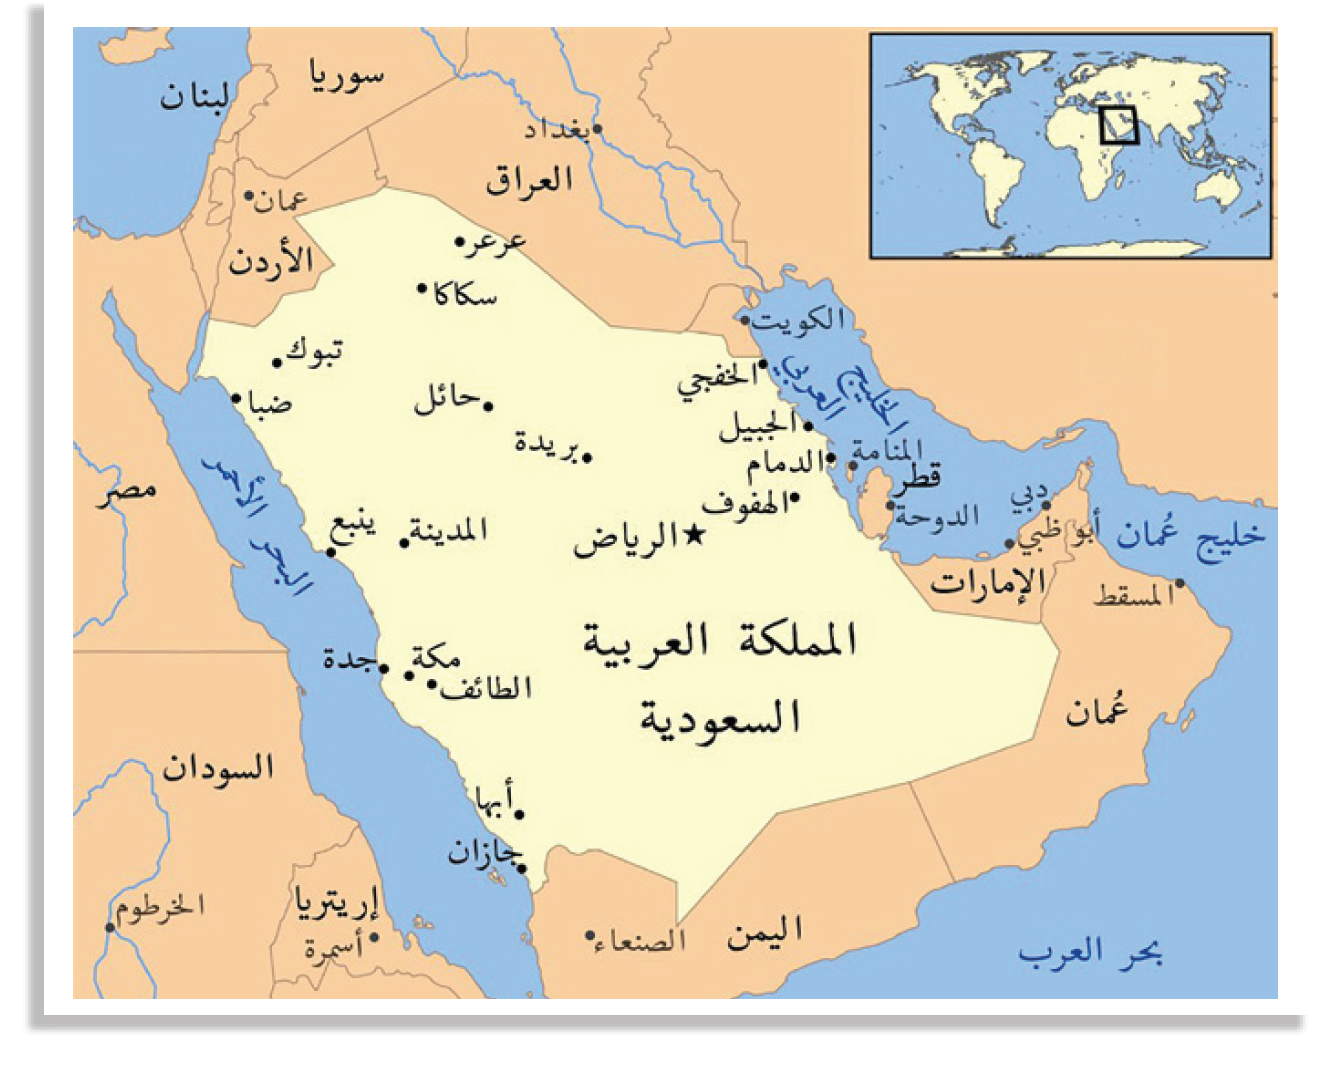 سوريا
لبنان
بغداد
العراق
عمان
الأردن
عرعر
سكاكا
الكويت
تبوك
الخفجي
الخليج
العربي
ضبا
حائل
الجبيل
بريدة
المنامة
الدمام
قطر
مصر
الهفوف
دبي
الدوحة
البحر الأحمر
ينبع
المدينة
الرياض
أبو ظبي
خليج عُمان
الإمارات
المسقط
المملكة العربية
السعودية
جدة
مكة
الطائف
عُمان
السودان
أبها
جازان
إريتريا
الخرطوم
أسمرة
الصنعاء
اليمن
بحر العرب